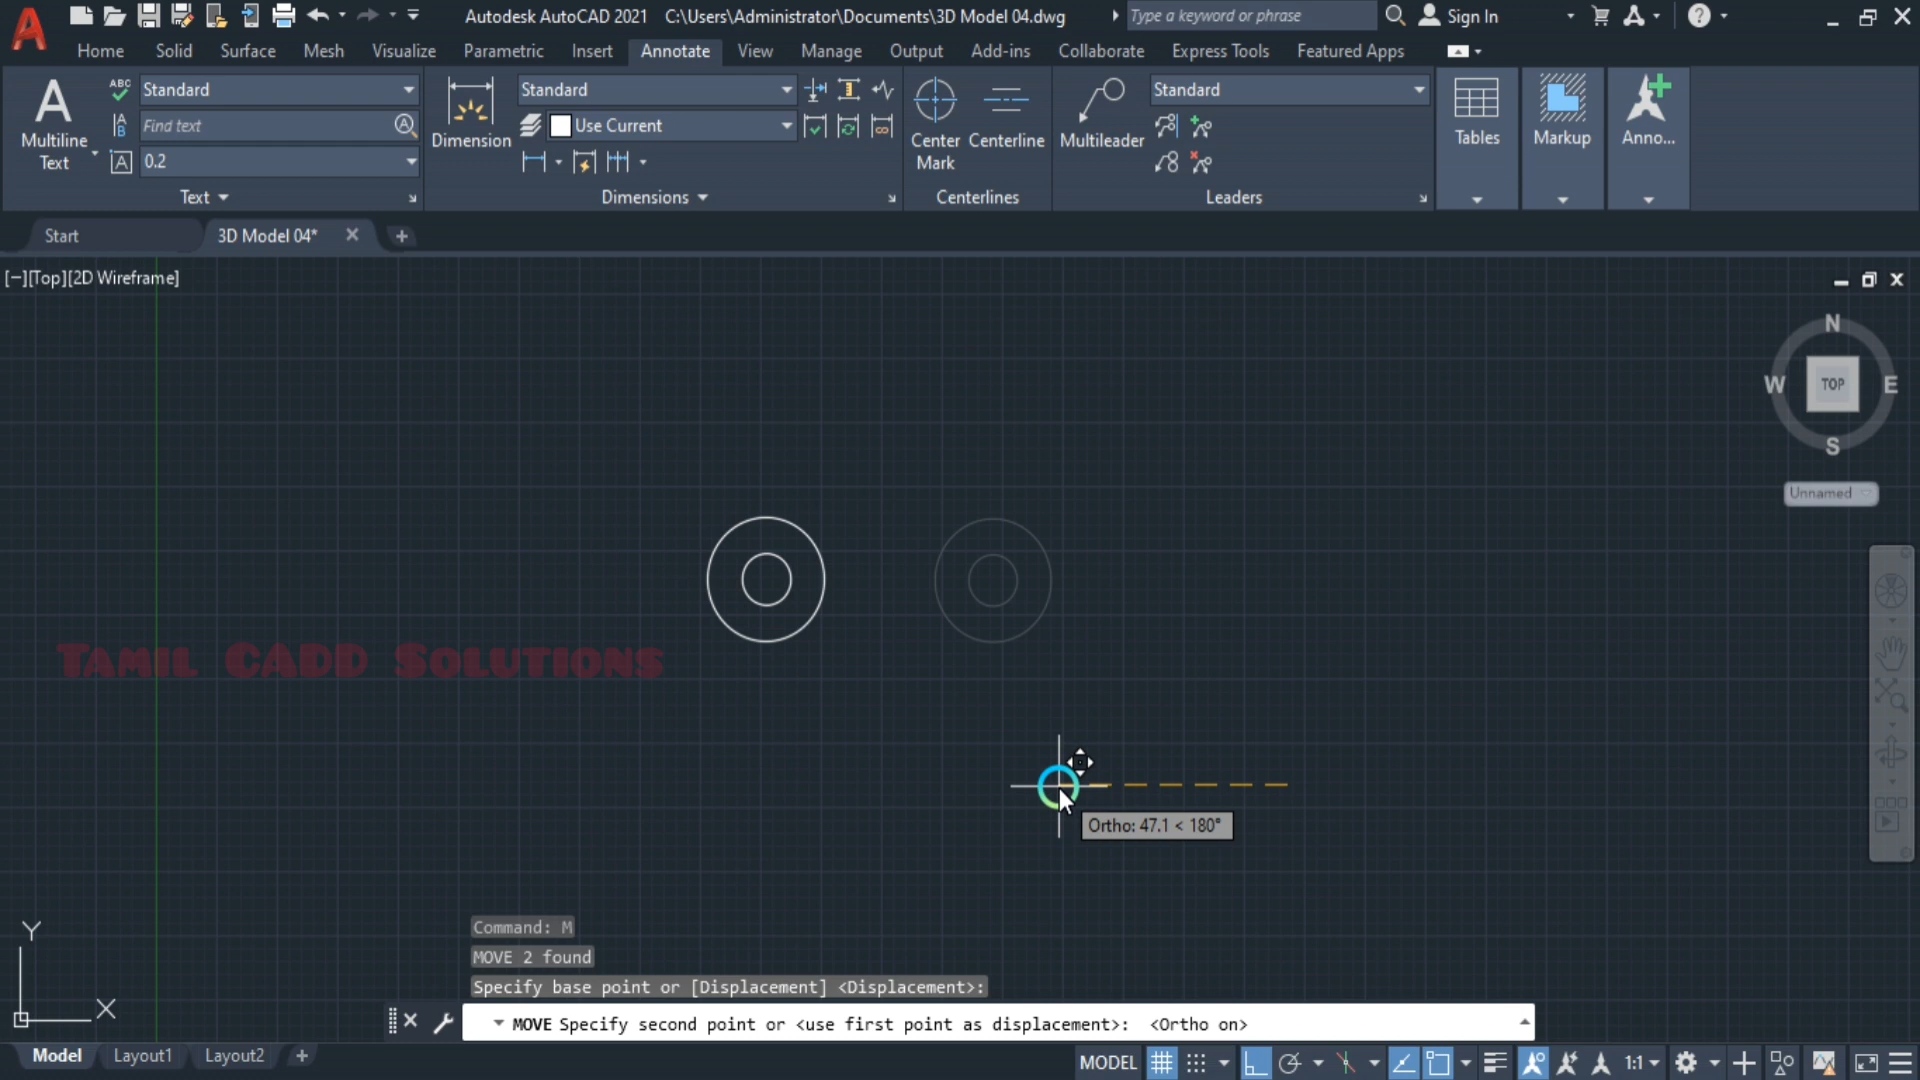 Autodesk AutoCAD 2021 C:\Users\Administrator\Documents\3D Model 04.dwg Type a keyword or phrase Sign In
Home Solid Surface Mesh Visualize Parametric Insert Annotate View Manage Output Add-ins Collaborate Express Tools Featured Apps
Multiline Text
ABC
Standard
Find text
0.2
Text
Dimension
Standard
Use Current
Dimensions
Center Mark
Centerline
Centerlines
Multileader
Standard
Leaders
Tables
Markup
Anno...
Start 3D Model 04*
[−][Top][2D Wireframe]
N
W TOP E
S
Unnamed
TAMIL CADD SOLUTIONS
Ortho: 47.1 < 180°
Y
X
Command: M
MOVE 2 found
Specify base point or [Displacement] <Displacement>:
MOVE Specify second point or <use first point as displacement>: <Ortho on>
Model Layout1 Layout2 +
MODEL 1:1